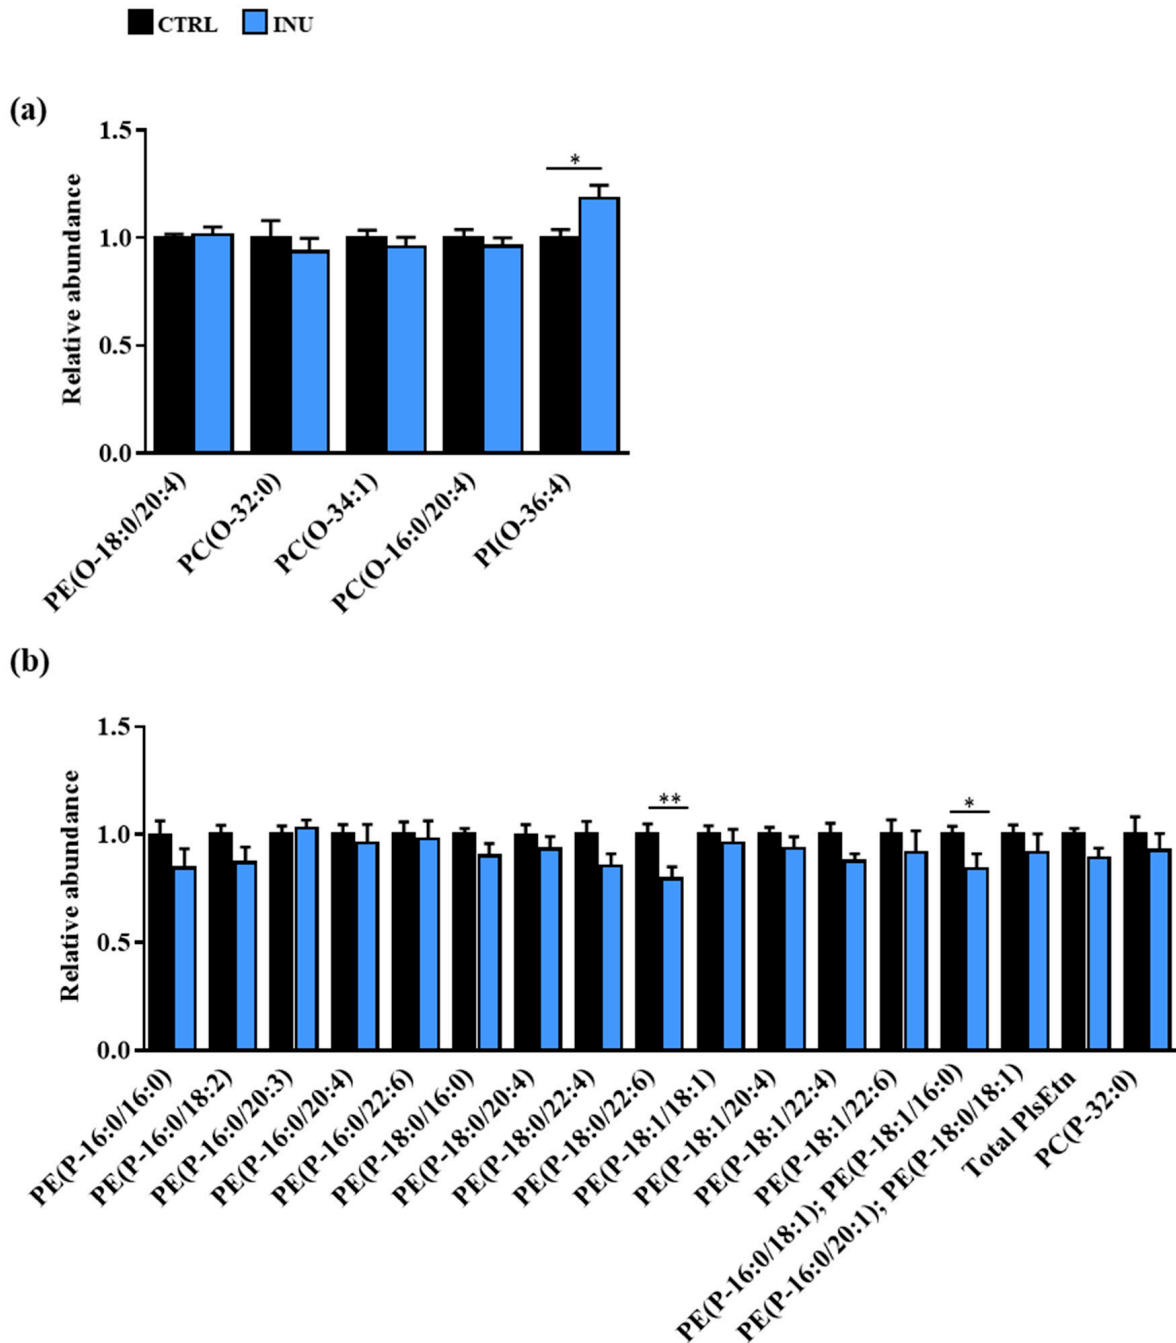 CTRL INU
(a)
Relative abundance
1.5
*
1.0
0.5
0.0
PE(O-18:0/20:4)
PC(O-32:0)
PC(O-34:1)
PC(O-16:0/20:4)
PI(O-36:4)
(b)
Relative abundance
1.5
**
*
1.0
0.5
0.0
PE(P-16:0/16:0)
PE(P-16:0/18:2)
PE(P-16:0/20:3)
PE(P-16:0/20:4)
PE(P-16:0/22:6)
PE(P-18:0/16:0)
PE(P-18:0/20:4)
PE(P-18:0/22:4)
PE(P-18:0/22:6)
PE(P-18:1/18:1)
PE(P-18:1/20:4)
PE(P-18:1/22:4)
PE(P-18:1/22:6)
PE(P-16:0/18:1); PE(P-18:1/16:0)
PE(P-16:0/20:1); PE(P-18:0/18:1)
Total PlsEtn
PC(P-32:0)